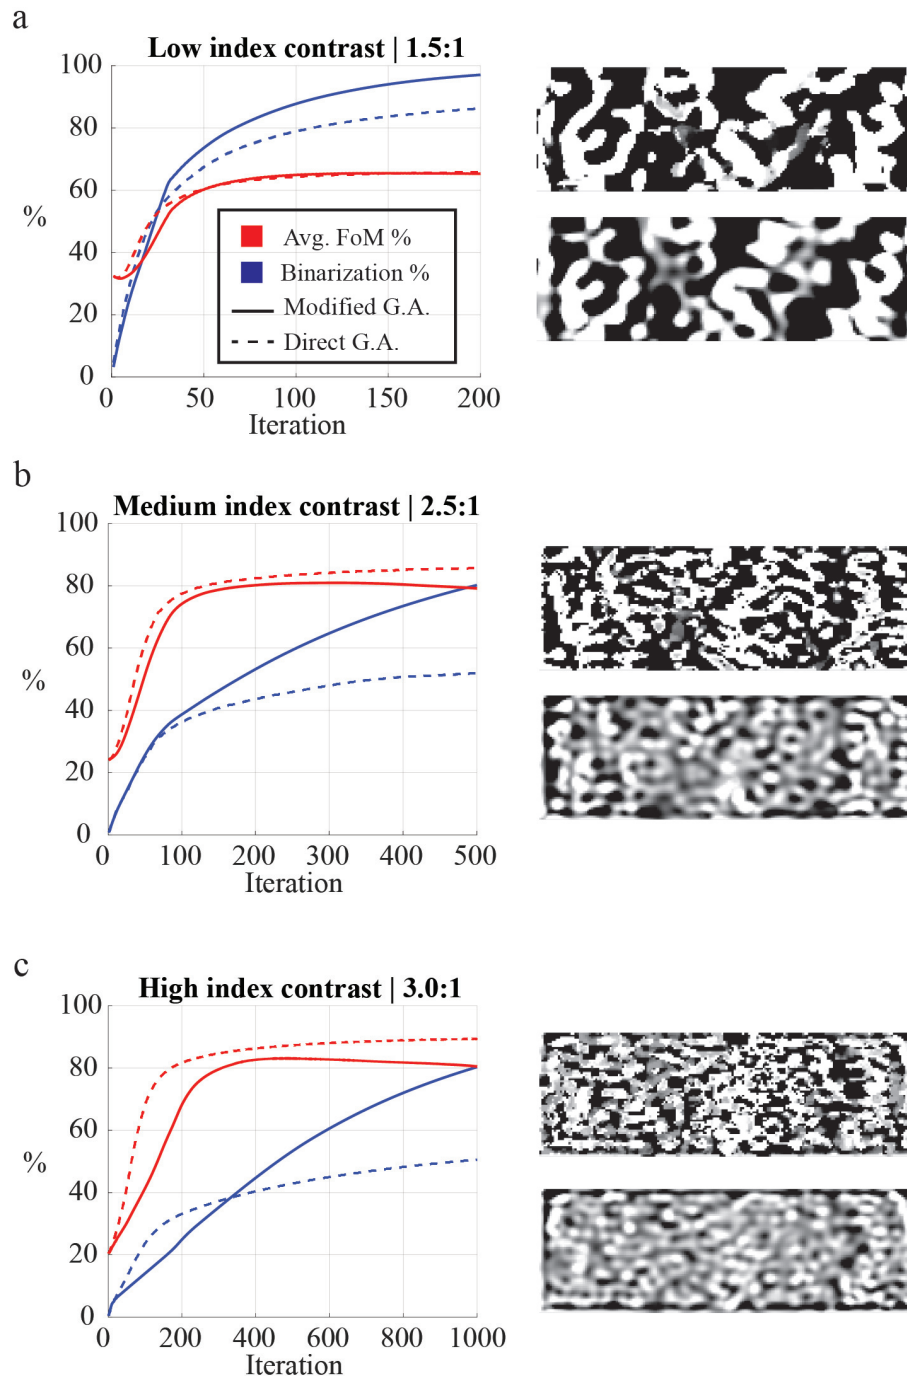 a
Low index contrast | 1.5:1
100
80
60
%
40
20
0
Avg. FoM %
Binarization %
Modified G.A.
Direct G.A.
0 50 100 150 200
Iteration
b
Medium index contrast | 2.5:1
100
80
60
%
40
20
0
0 100 200 300 400 500
Iteration
c
High index contrast | 3.0:1
100
80
60
%
40
20
0
0 200 400 600 800 1000
Iteration